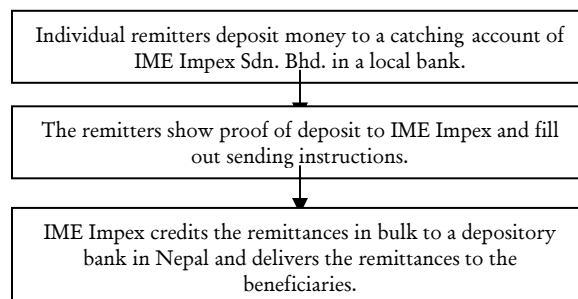 Individual remitters deposit money to a catching account of
IME Impex Sdn. Bhd. in a local bank.
The remitters show proof of deposit to IME Impex and fill
out sending instructions.
IME Impex credits the remittances in bulk to a depository
bank in Nepal and delivers the remittances to the
beneficiaries.